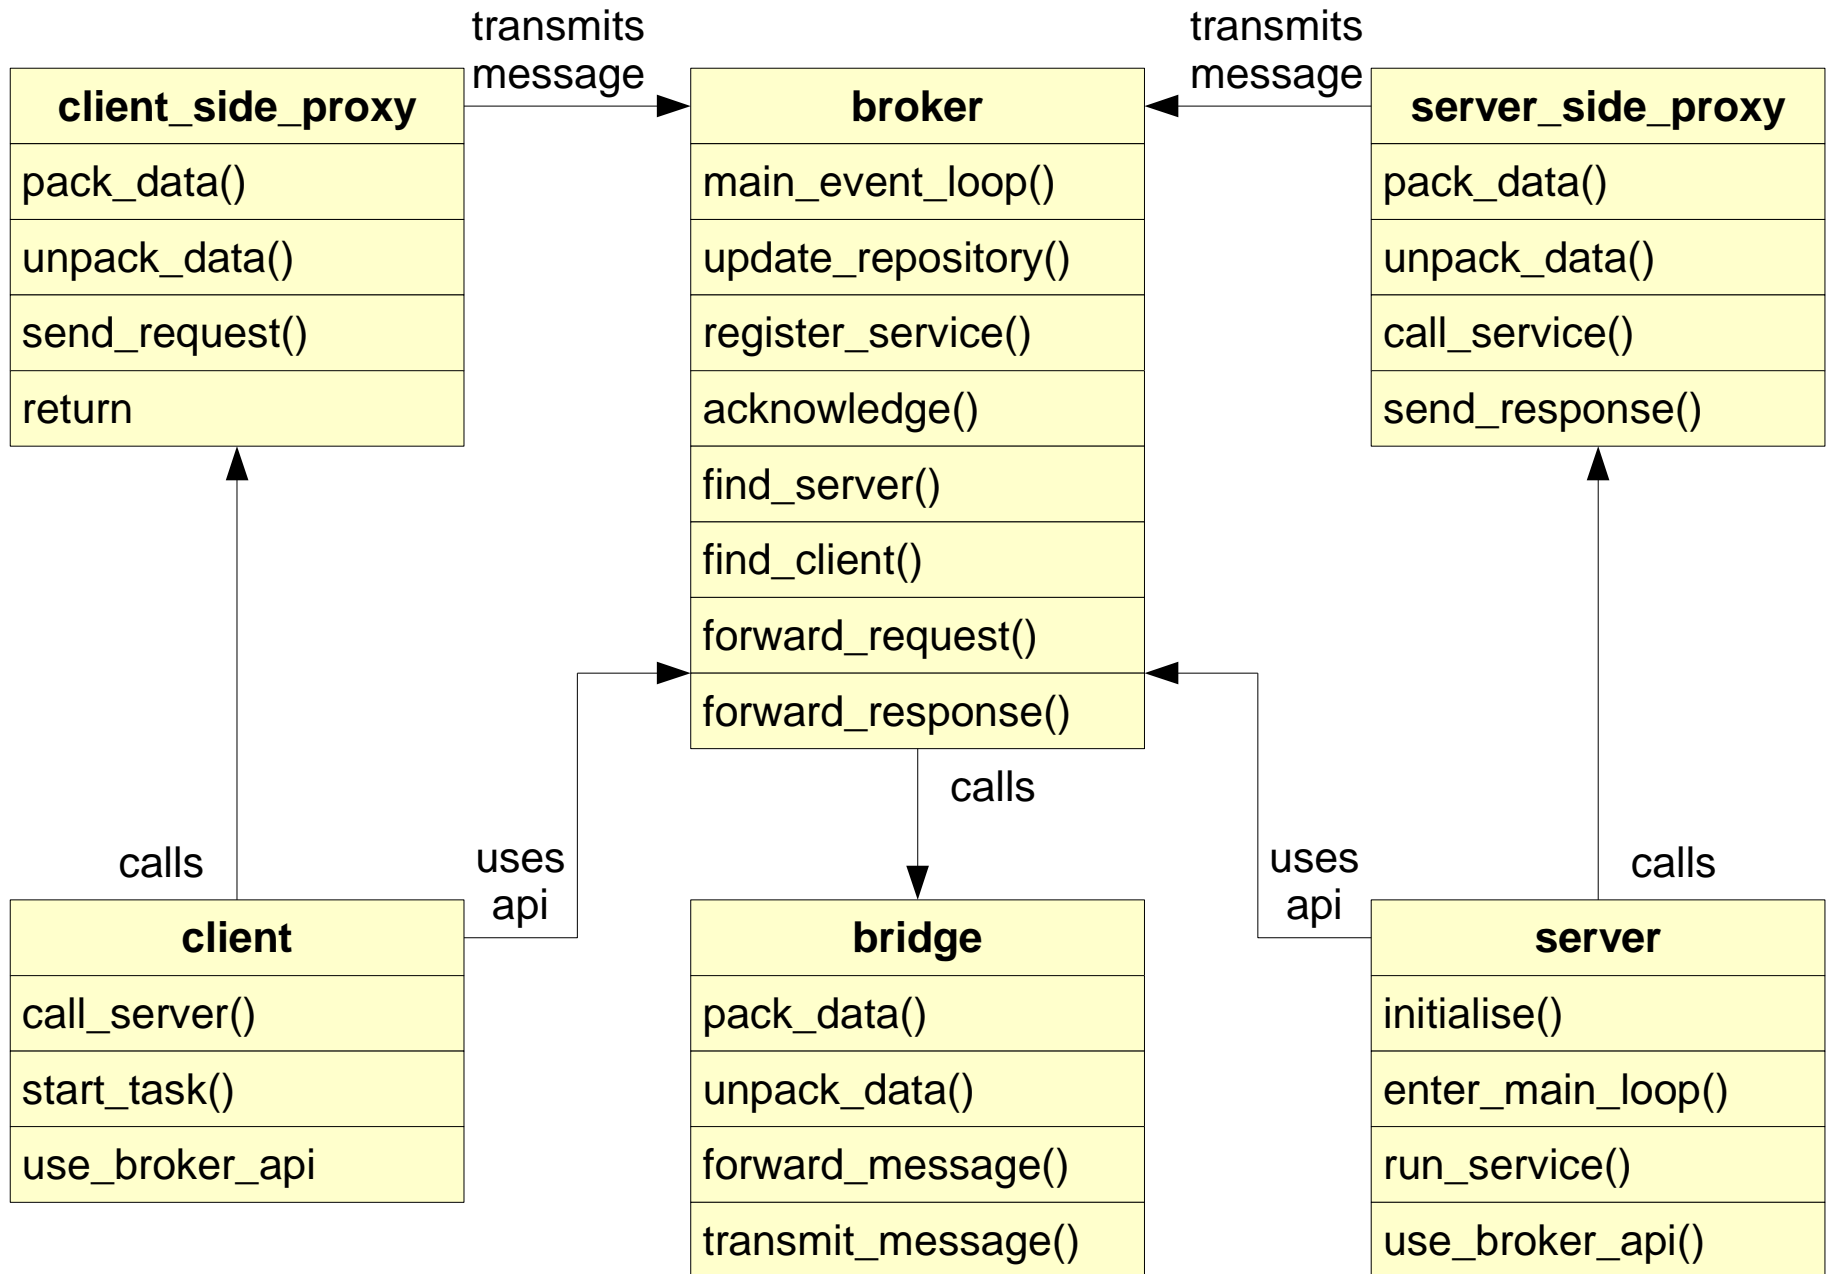 transmits
message
transmits
message
client_side_proxy
pack_data()
unpack_data()
send_request()
return
broker
main_event_loop()
update_repository()
register_service()
acknowledge()
find_server()
find_client()
forward_request()
forward_response()
server_side_proxy
pack_data()
unpack_data()
call_service()
send_response()
calls
calls
uses
api
uses
api
calls
client
call_server()
start_task()
use_broker_api
bridge
pack_data()
unpack_data()
forward_message()
transmit_message()
server
initialise()
enter_main_loop()
run_service()
use_broker_api()